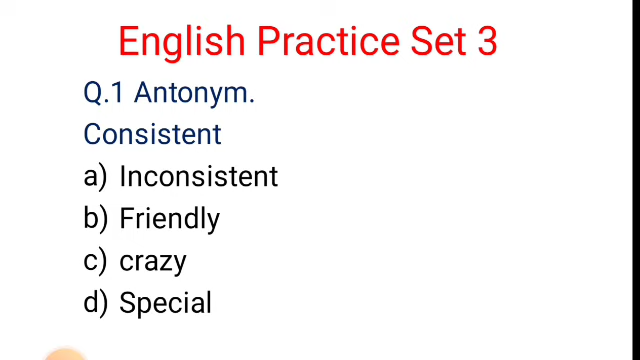 English Practice Set 3
Q.1 Antonym.
Consistent
a) Inconsistent
b) Friendly
c) crazy
d) Special